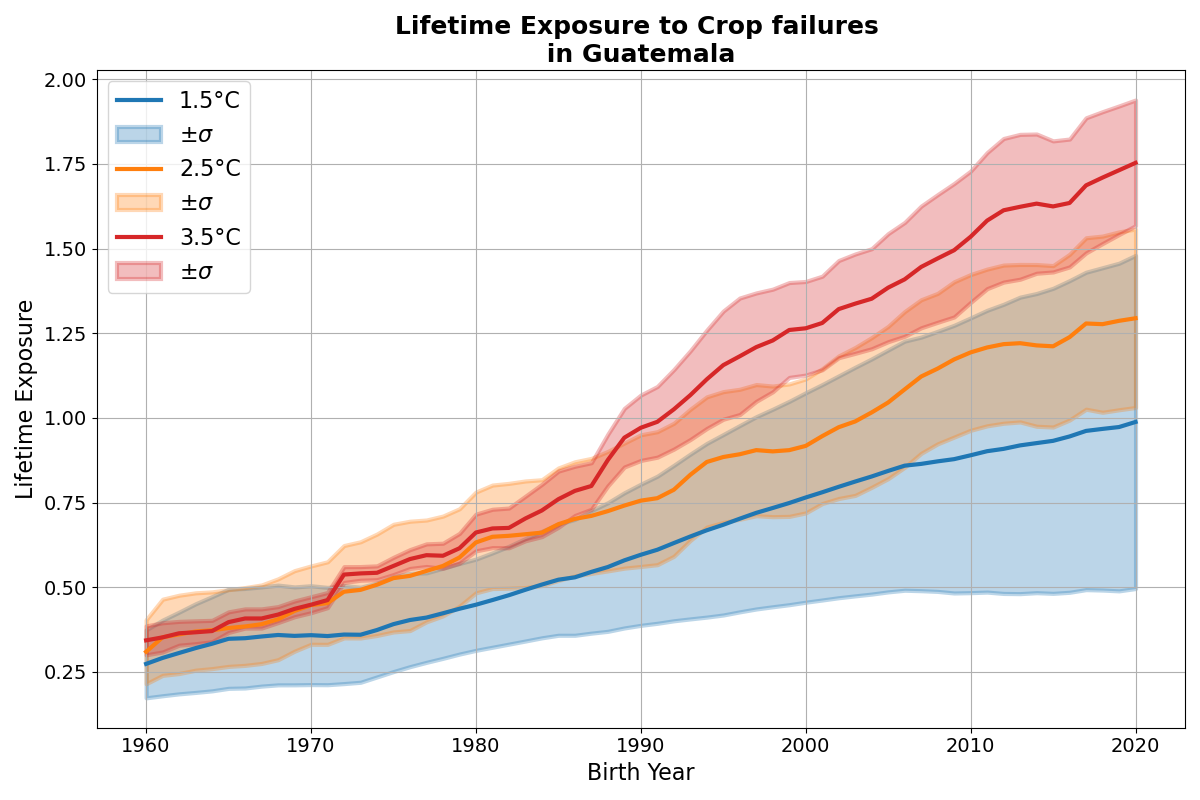 Lifetime Exposure to Crop failures
in Guatemala
2.00
1.75
1.50
1.25
1.00
0.75
0.50
0.25
Lifetime Exposure
1.5°C
±σ
2.5°C
±σ
3.5°C
±σ
1960
1970
1980
1990
2000
2010
2020
Birth Year